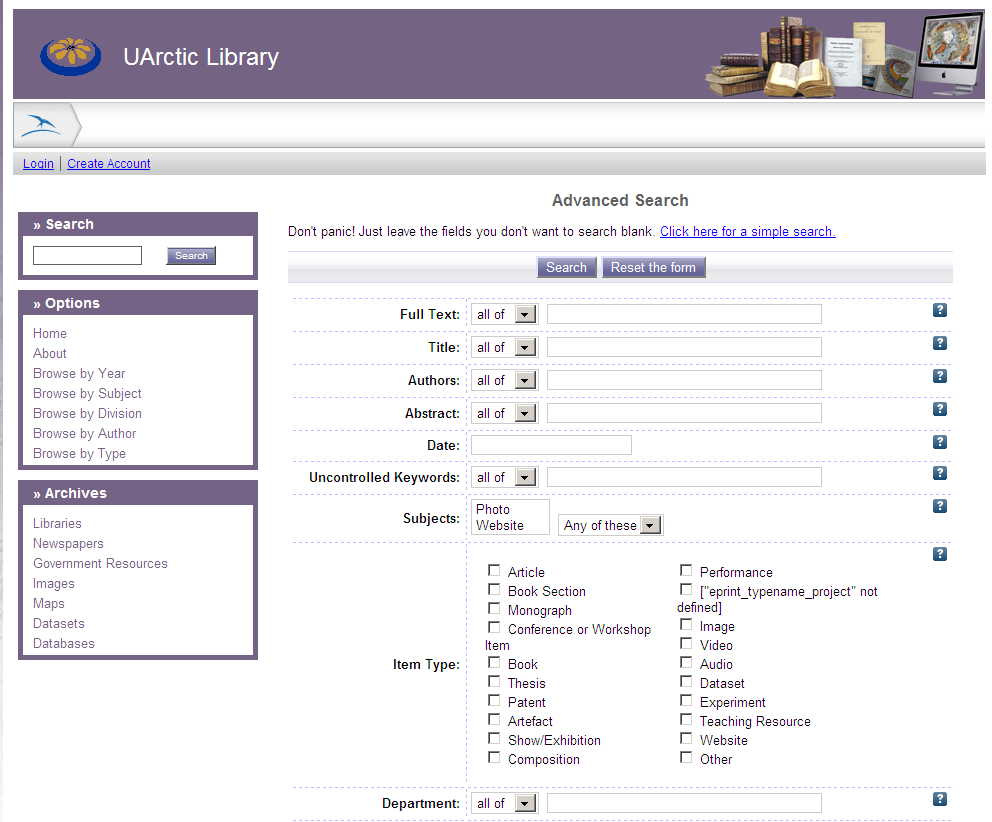 UArctic Library
Login | Create Account
» Search
Search
» Options
Home
About
Browse by Year
Browse by Subject
Browse by Division
Browse by Author
Browse by Type
» Archives
Libraries
Newspapers
Government Resources
Images
Maps
Datasets
Databases
Advanced Search
Don't panic! Just leave the fields you don't want to search blank. Click here for a simple search.
Search Reset the form
Full Text: all of ?
Title: all of ?
Authors: all of ?
Abstract: all of ?
Date: ?
Uncontrolled Keywords: all of ?
Subjects: Photo
Website Any of these ?
Item Type: ?
Article
Book Section
Monograph
Conference or Workshop
Item
Book
Thesis
Patent
Artefact
Show/Exhibition
Composition
Performance
["eprint_typename_project" not
defined]
Image
Video
Audio
Dataset
Experiment
Teaching Resource
Website
Other
Department: all of ?